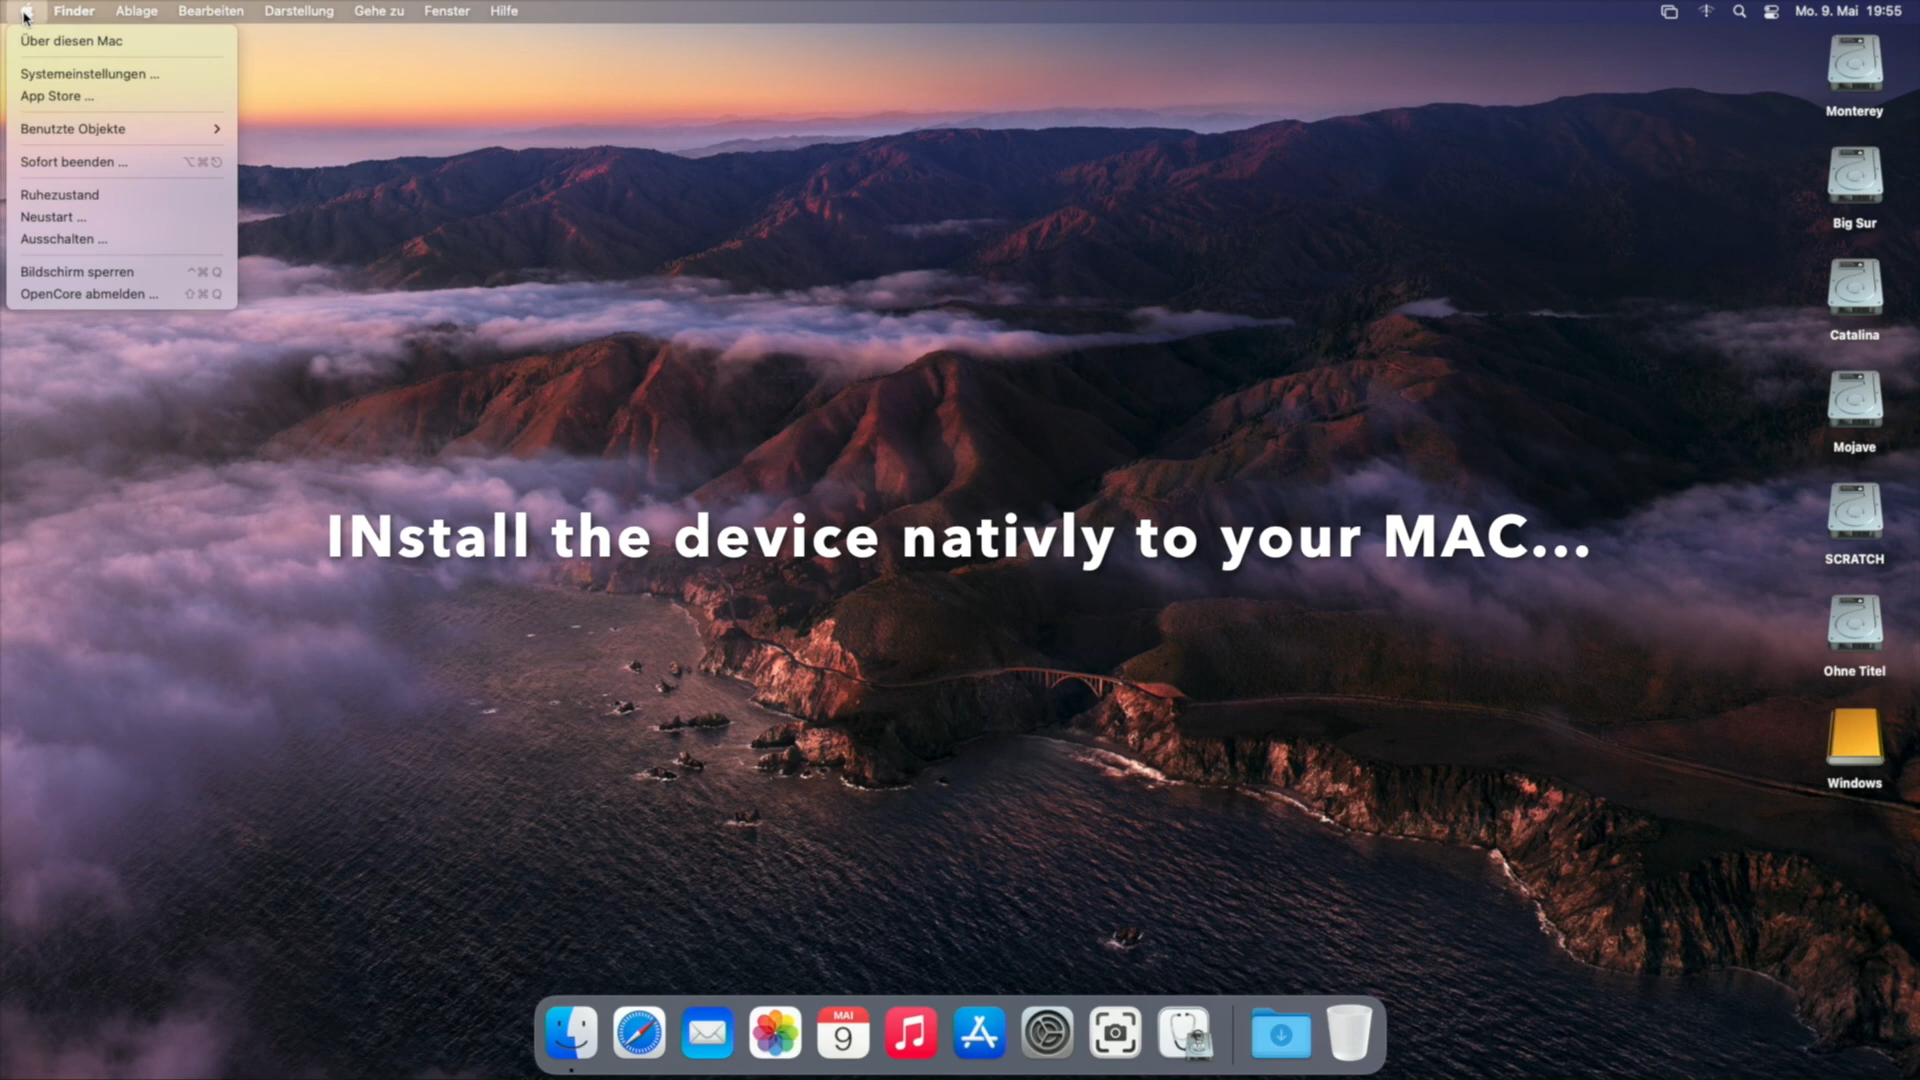 Finder Ablage Bearbeiten Darstellung Gehe zu Fenster Hilfe Mo. 9. Mai 19:55
Über diesen Mac
Systemeinstellungen ...
App Store ...
Benutzte Objekte
Sofort beenden ... ⌥⌘⎋
Ruhezustand
Neustart ...
Ausschalten ...
Bildschirm sperren ^⌘Q
OpenCore abmelden ... ⇧⌘Q
Monterey
Big Sur
Catalina
Mojave
SCRATCH
Ohne Titel
Windows
INstall the device nativly to your MAC...
MAI
9